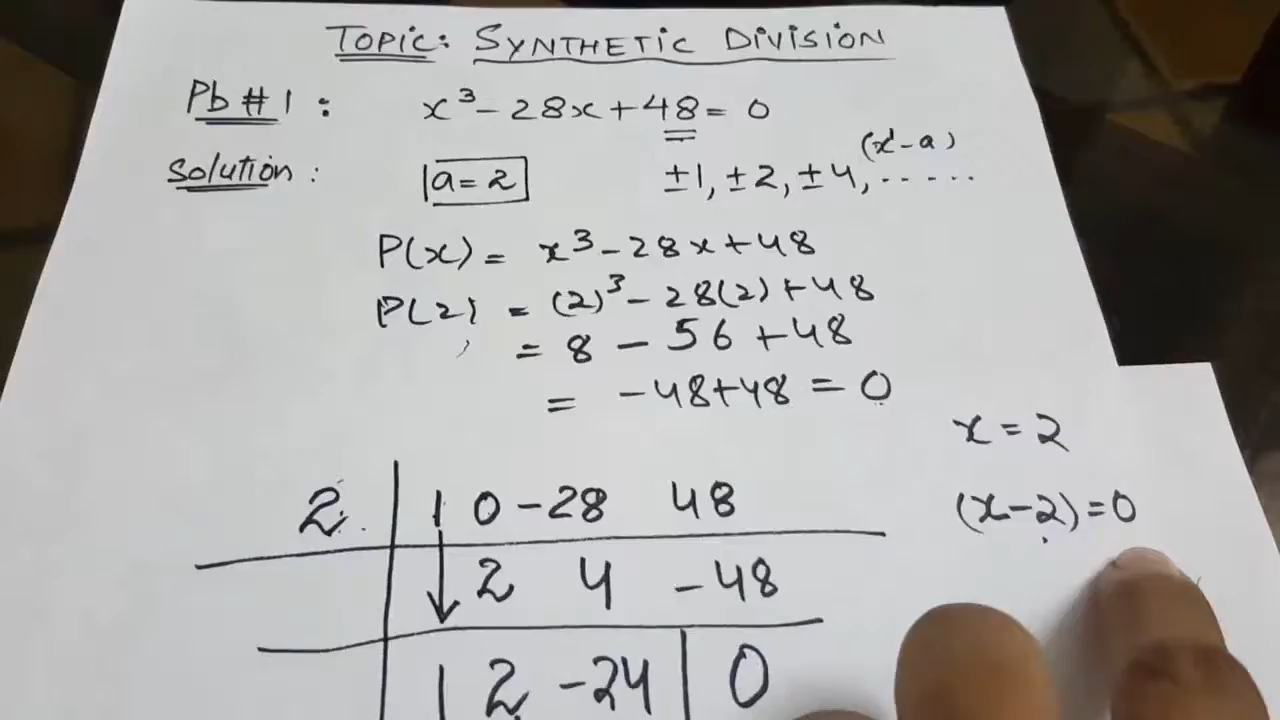 TOPIC: SYNTHETIC DIVISION
Pb # 1 : x³ - 28x + 48 = 0
Solution : a = 2 ±1, ±2, ±4, ..... (x - a)
P(x) = x³ - 28x + 48
P(2) = (2)³ - 28(2) + 48
= 8 - 56 + 48
= -48 + 48 = 0
x = 2
2 | 1 0 -28 48
(x - 2) = 0
2 4 -48
1 2 -24 | 0